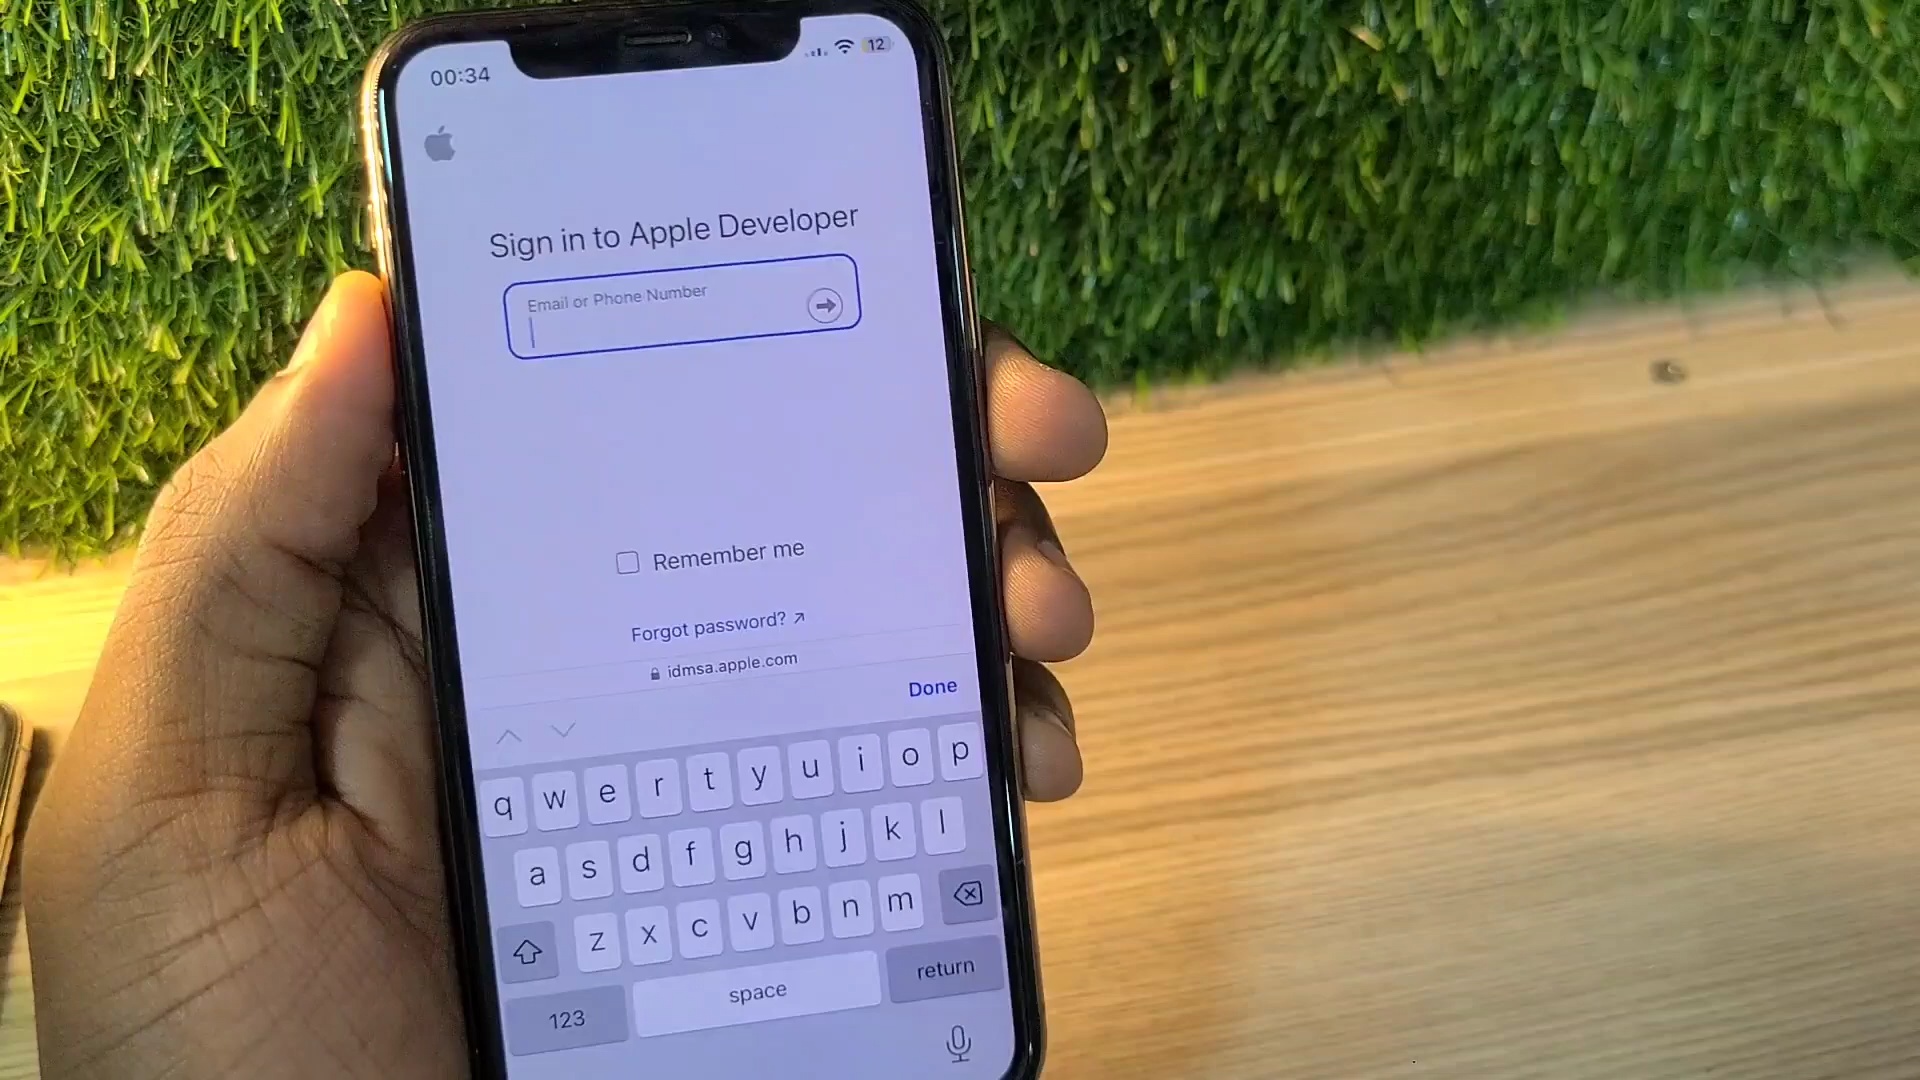 00:34
12
Sign in to Apple Developer
Email or Phone Number
Remember me
Forgot password? ↗
idmsa.apple.com
Done
q w e r t y u i o p
a s d f g h j k l
z x c v b n m
123 space return